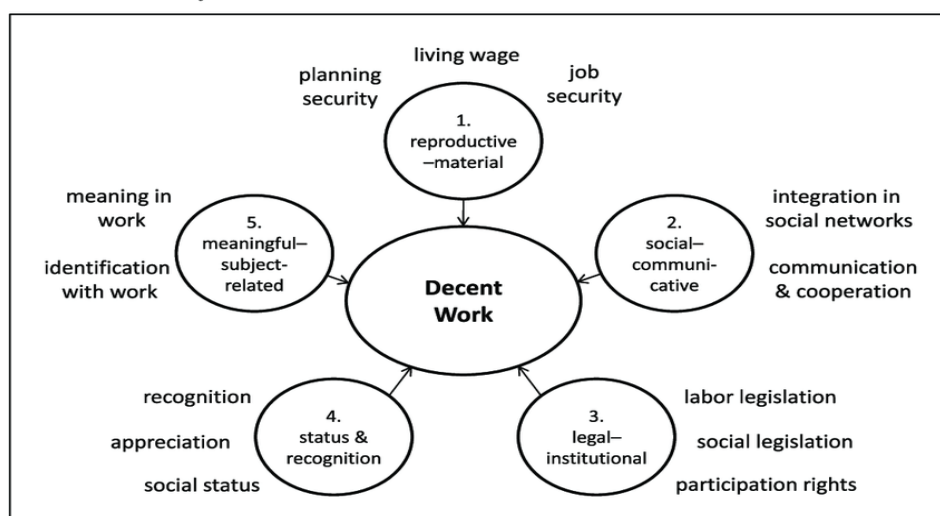 living wage
planning
security
job
security
1.
reproductive
–material
meaning in
work
identification
with work
5.
meaningful–
subject-
related
2.
social–
communi-
cative
integration in
social networks
communication
& cooperation
Decent
Work
recognition
appreciation
social status
4.
status &
recognition
3.
legal–
institutional
labor legislation
social legislation
participation rights